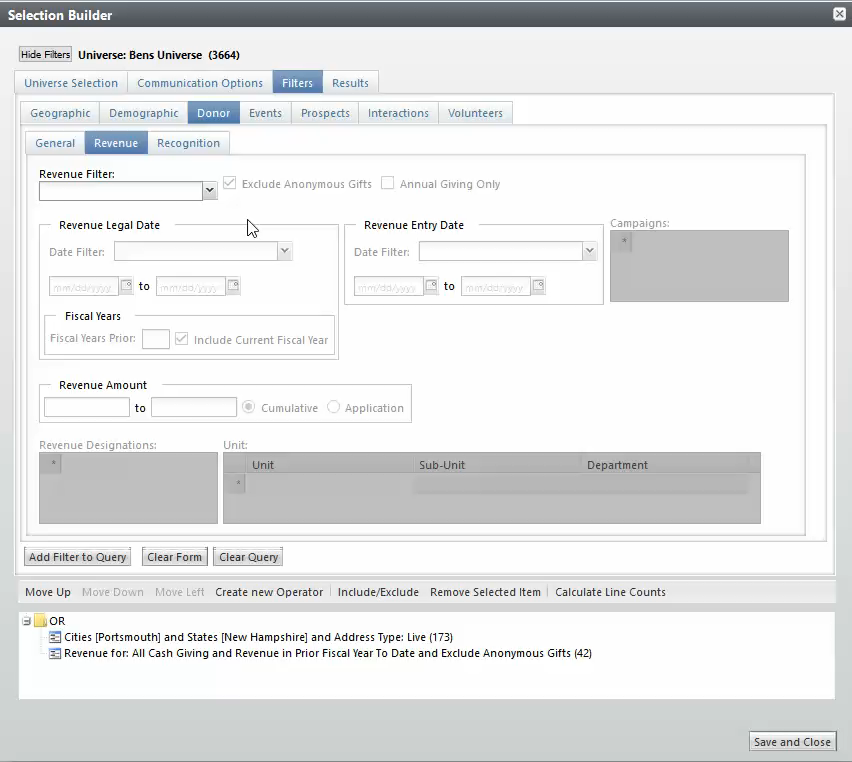 Selection Builder
Hide Filters Universe: Bens Universe (3664)
Universe Selection Communication Options Filters Results
Geographic Demographic Donor Events Prospects Interactions Volunteers
General Revenue Recognition
Revenue Filter:
Exclude Anonymous Gifts Annual Giving Only
Revenue Legal Date Revenue Entry Date Campaigns:
Date Filter: Date Filter:
mm/dd/yyyy to mm/dd/yyyy mm/dd/yyyy to mm/dd/yyyy
Fiscal Years
Fiscal Years Prior: Include Current Fiscal Year
Revenue Amount
to Cumulative Application
Revenue Designations: Unit:
* Unit Sub-Unit Department
*
Add Filter to Query Clear Form Clear Query
Move Up Move Down Move Left Create new Operator Include/Exclude Remove Selected Item Calculate Line Counts
OR
Cities [Portsmouth] and States [New Hampshire] and Address Type: Live (173)
Revenue for: All Cash Giving and Revenue in Prior Fiscal Year To Date and Exclude Anonymous Gifts (42)
Save and Close